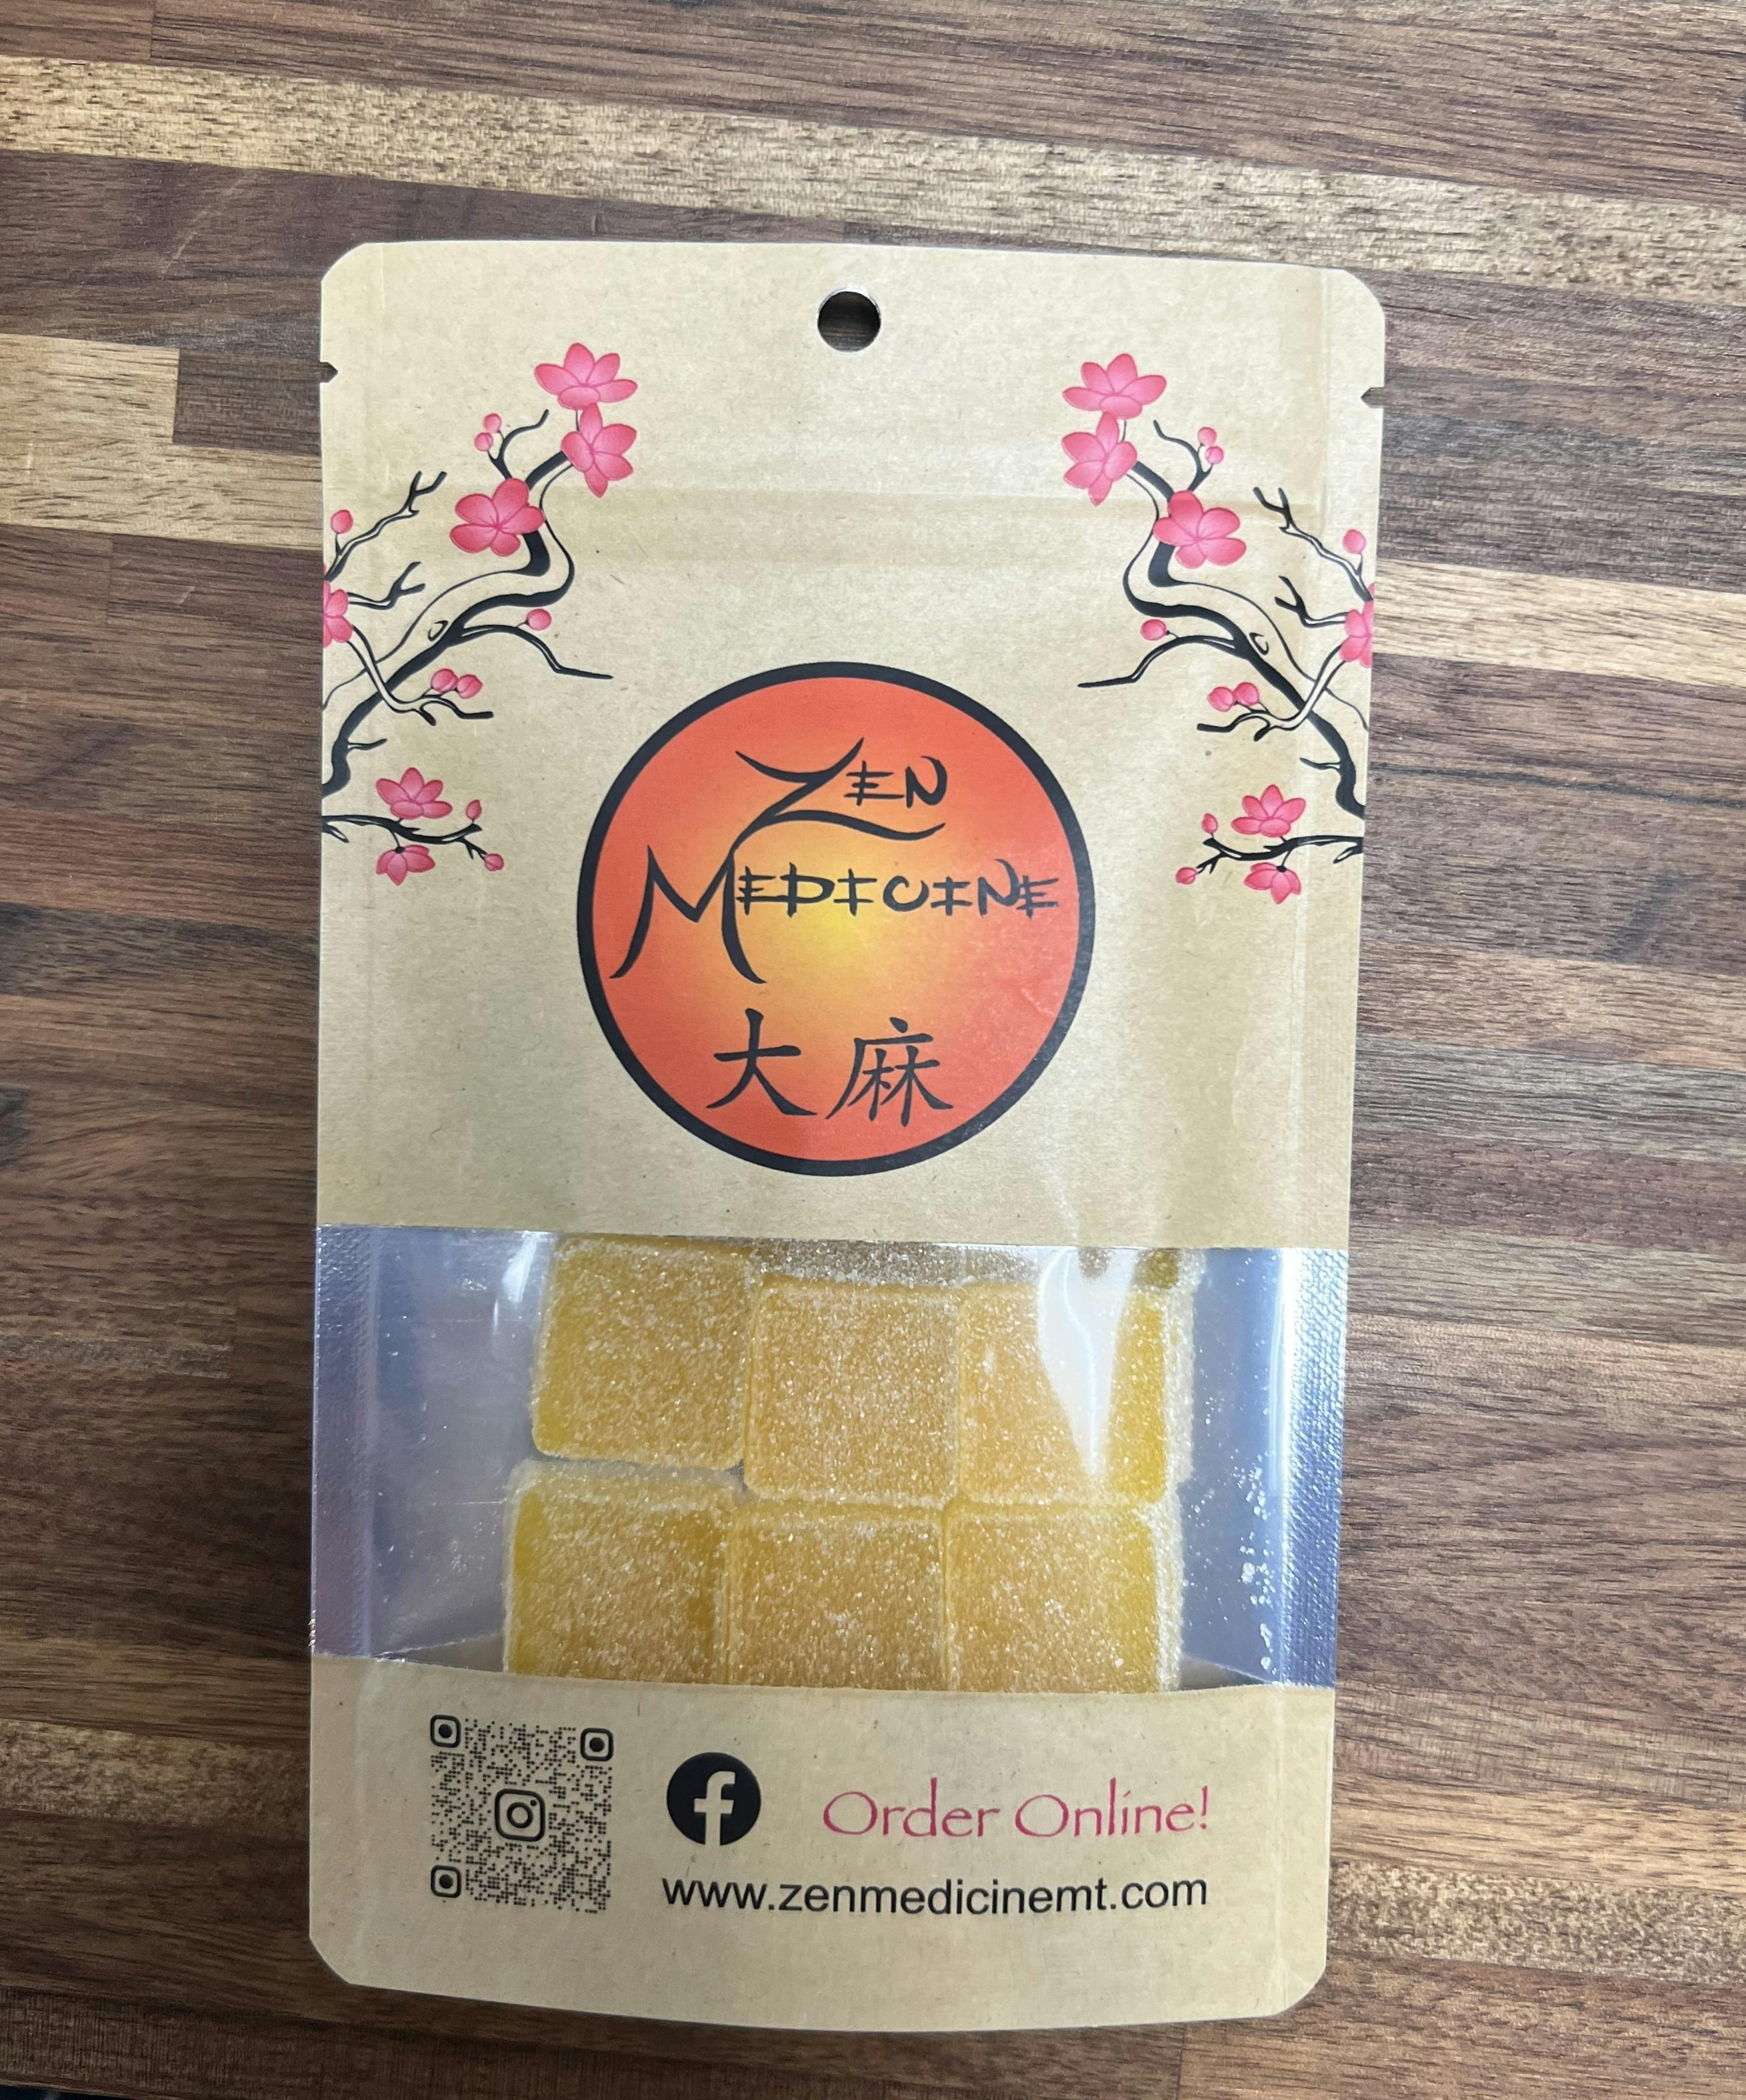 Zen
Medicine
大麻
Order Online!
www.zenmedicinemt.com